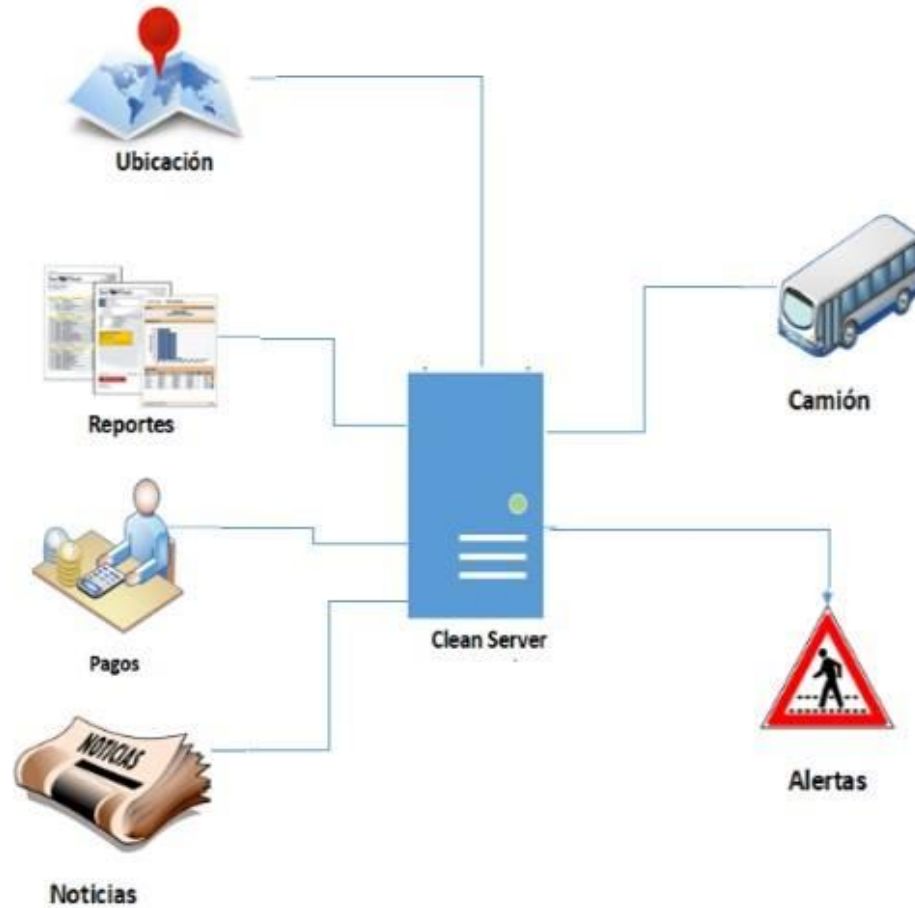 Ubicación
Reportes
Camión
Pagos
Clean Server
NOTICIAS
Alertas
Noticias